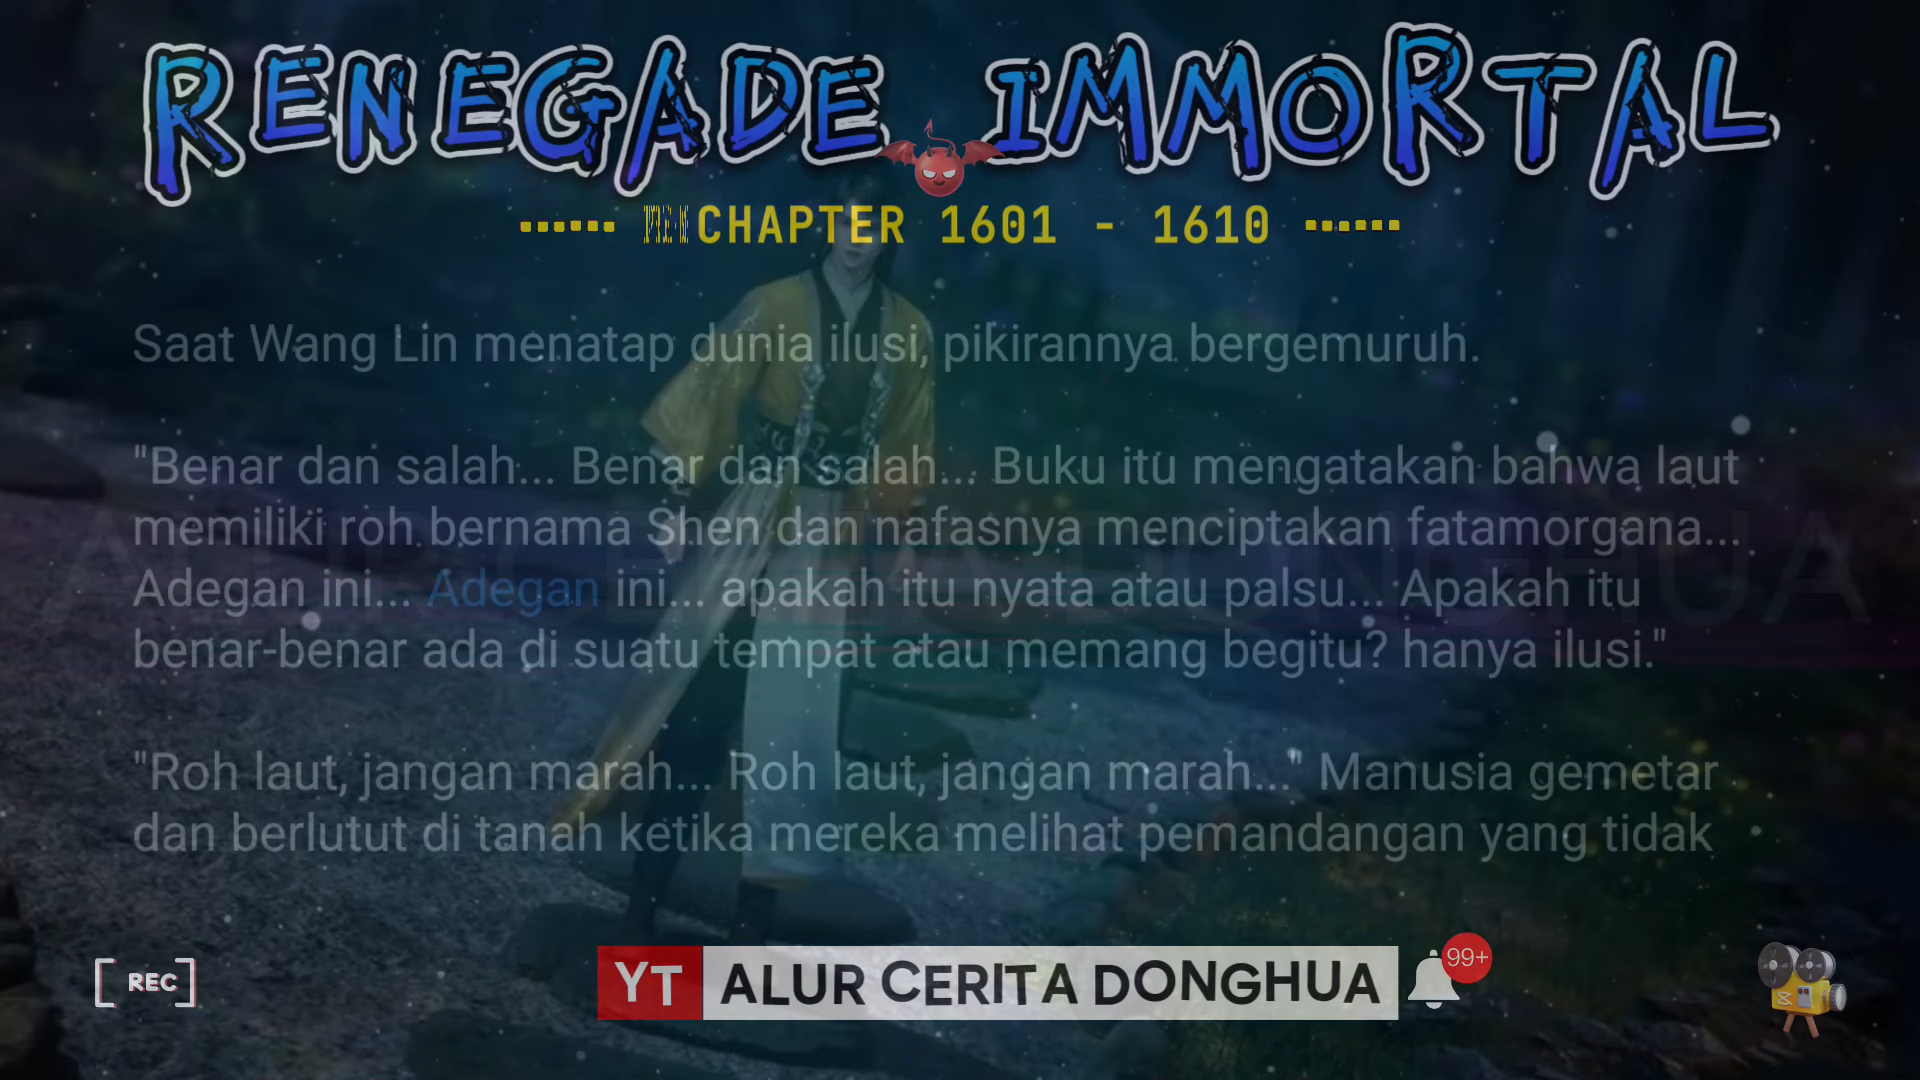 RENEGADE IMMORTAL
CHAPTER 1601 - 1610
Saat Wang Lin menatap dunia ilusi, pikirannya bergemuruh.
"Benar dan salah... Benar dan salah... Buku itu mengatakan bahwa laut
memiliki roh bernama Shen dan nafasnya menciptakan fatamorgana...
Adegan ini... Adegan ini... apakah itu nyata atau palsu... Apakah itu
benar-benar ada di suatu tempat atau memang begitu? hanya ilusi."
"Roh laut, jangan marah... Roh laut, jangan marah..." Manusia gemetar
dan berlutut di tanah ketika mereka melihat pemandangan yang tidak
ALUR CERITA DONGHUA
[REC]
YT ALUR CERITA DONGHUA
99+